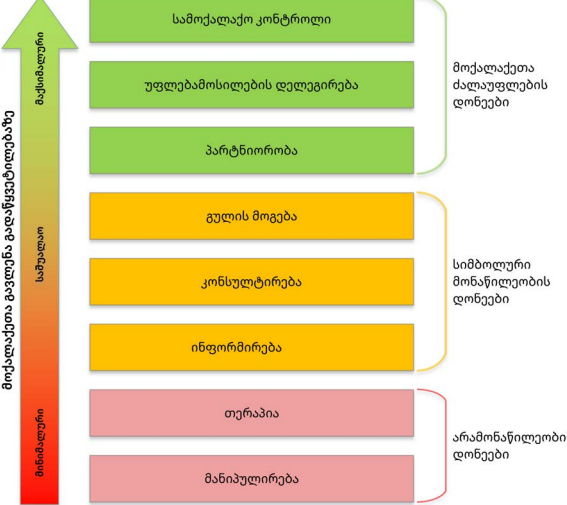 სამოქალაქო კონტროლი
უფლებამოსილების დელეგირება
პარტნიორობა
მოქალაქეთა
ძალაუფლების
დონეები
გულის მოგება
კონსულტირება
ინფორმირება
სიმბოლური
მონაწილეობის
დონეები
თერაპია
მანიპულირება
არამონაწილეობი
დონეები
მოქალაქეთა გავლენა გადაწყვეტილებაზე
მაქსიმალური
საშუალო
მინიმალური